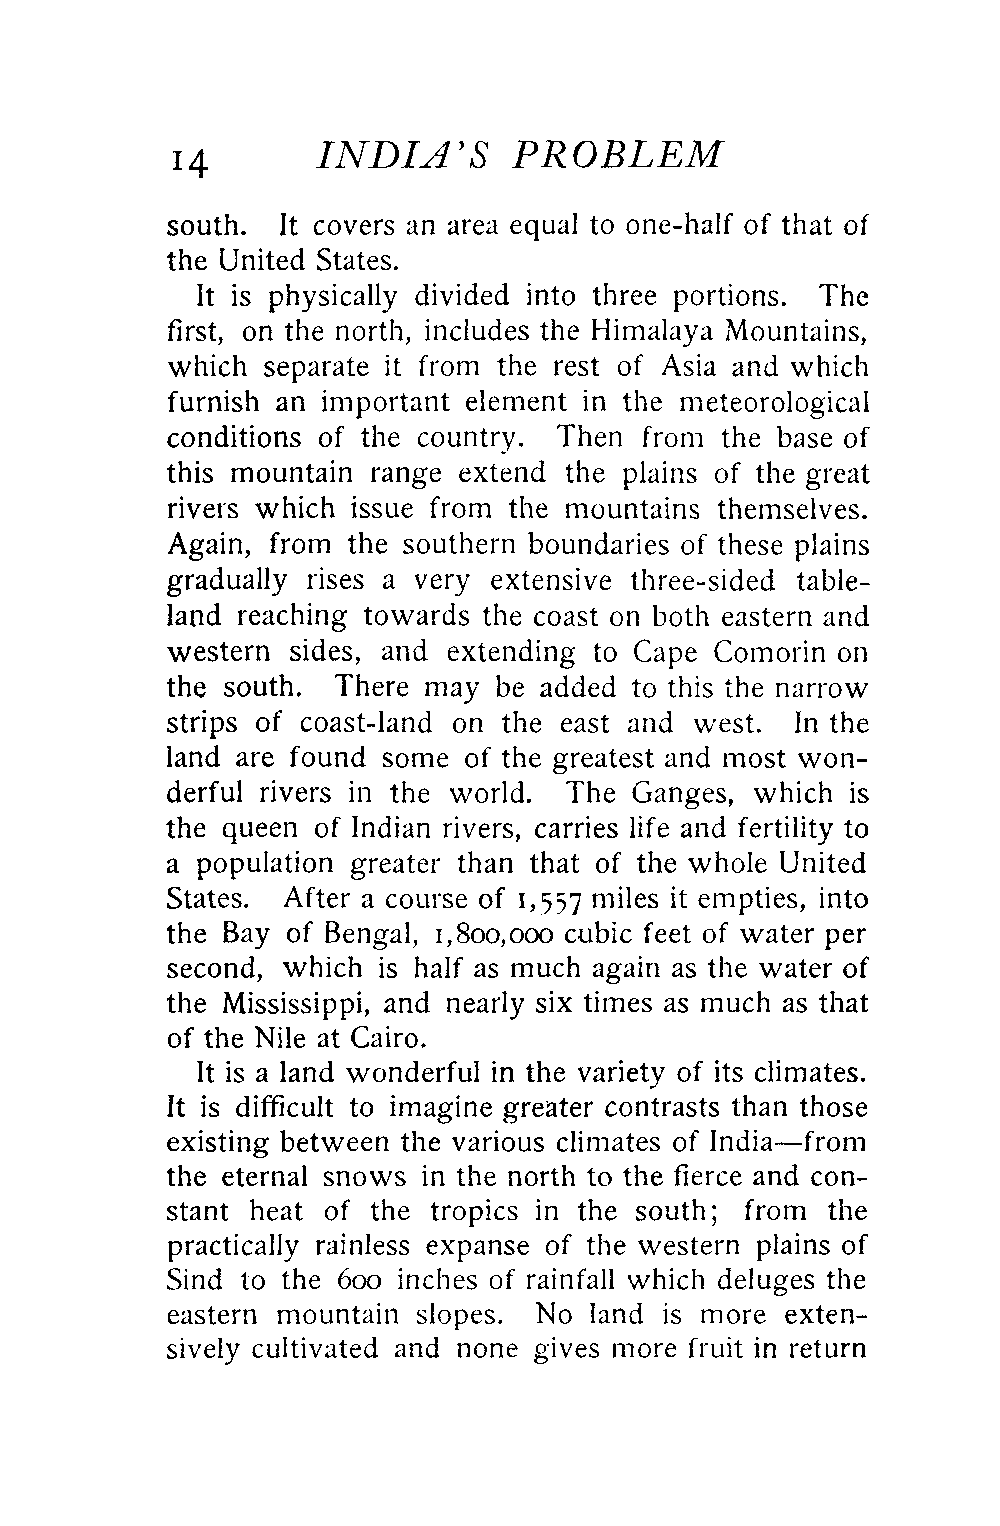 14 INDIA'S PROBLEM
south. It covers an area equal to one-half of that of
the United States.
It is physically divided into three portions. The
first, on the north, includes the Himalaya Mountains,
which separate it from the rest of Asia and which
furnish an important element in the meteorological
conditions of the country. Then from the base of
this mountain range extend the plains of the great
rivers which issue from the mountains themselves.
Again, from the southern boundaries of these plains
gradually rises a very extensive three-sided table-
land reaching towards the coast on both eastern and
western sides, and extending to Cape Comorin on
the south. There may be added to this the narrow
strips of coast-land on the east and west. In the
land are found some of the greatest and most won-
derful rivers in the world. The Ganges, which is
the queen of Indian rivers, carries life and fertility to
a population greater than that of the whole United
States. After a course of 1,557 miles it empties, into
the Bay of Bengal, 1,800,000 cubic feet of water per
second, which is half as much again as the water of
the Mississippi, and nearly six times as much as that
of the Nile at Cairo.
It is a land wonderful in the variety of its climates.
It is difficult to imagine greater contrasts than those
existing between the various climates of India—from
the eternal snows in the north to the fierce and con-
stant heat of the tropics in the south; from the
practically rainless expanse of the western plains of
Sind to the 600 inches of rainfall which deluges the
eastern mountain slopes. No land is more exten-
sively cultivated and none gives more fruit in return